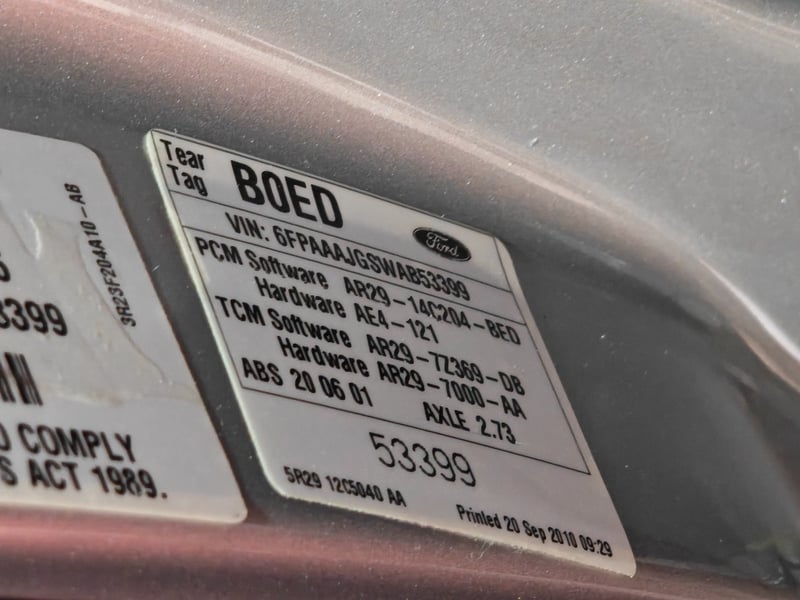 5
3399
O COMPLY
S ACT 1989.
3R23F204A10-AB
Tear Tag B0ED
Ford
VIN: 6FPAAAJGSWAB53399
PCM Software AR29-14C204-BED
Hardware AE4-121
TCM Software AR29-7Z369-DB
Hardware AR29-7000-AA
ABS 20 06 01 AXLE 2.73
53399
5R29 12C5040 AA
Printed 20 Sep 2010 09:29